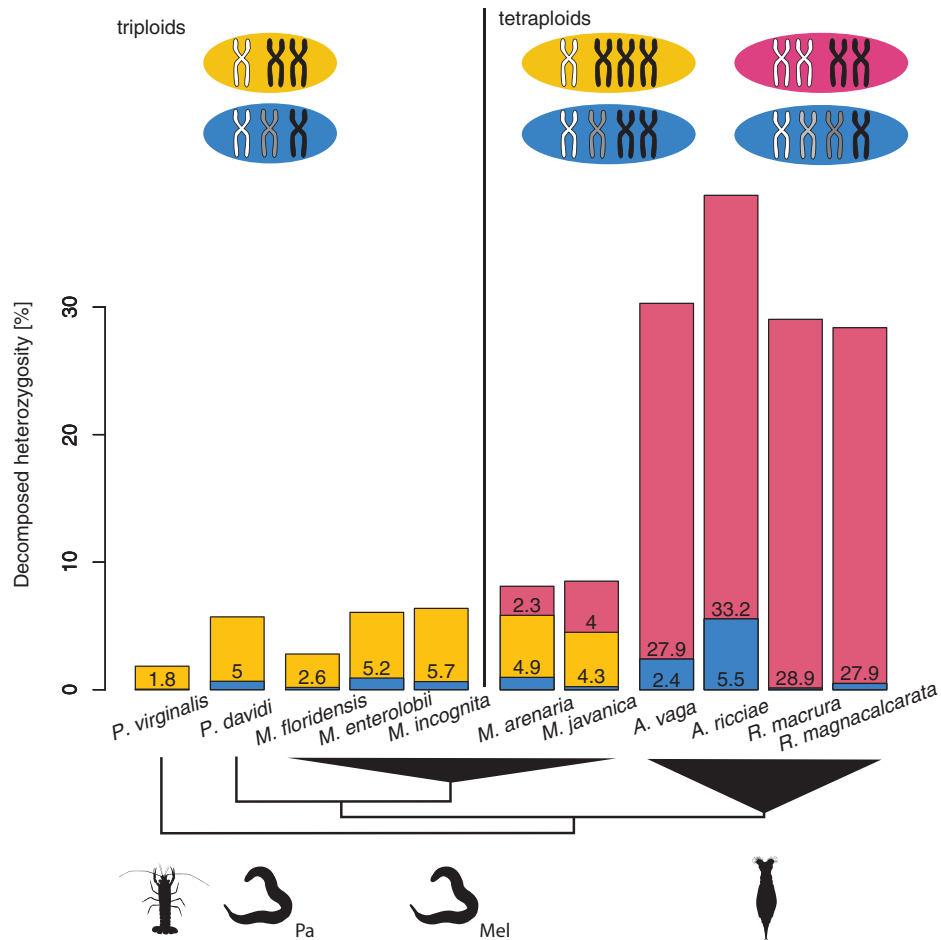 triploids
tetraploids
Decomposed heterozygosity [%]
30
20
10
0
1.8
5
2.6
5.2
5.7
2.3
4.9
4
4.3
27.9
2.4
33.2
5.5
28.9
27.9
P. virginalis
P. davidi
M. floridensis
M. enterolobii
M. incognita
M. arenaria
M. javanica
A. vaga
A. ricciae
R. macrura
R. magnacalcarata
Pa
Mel